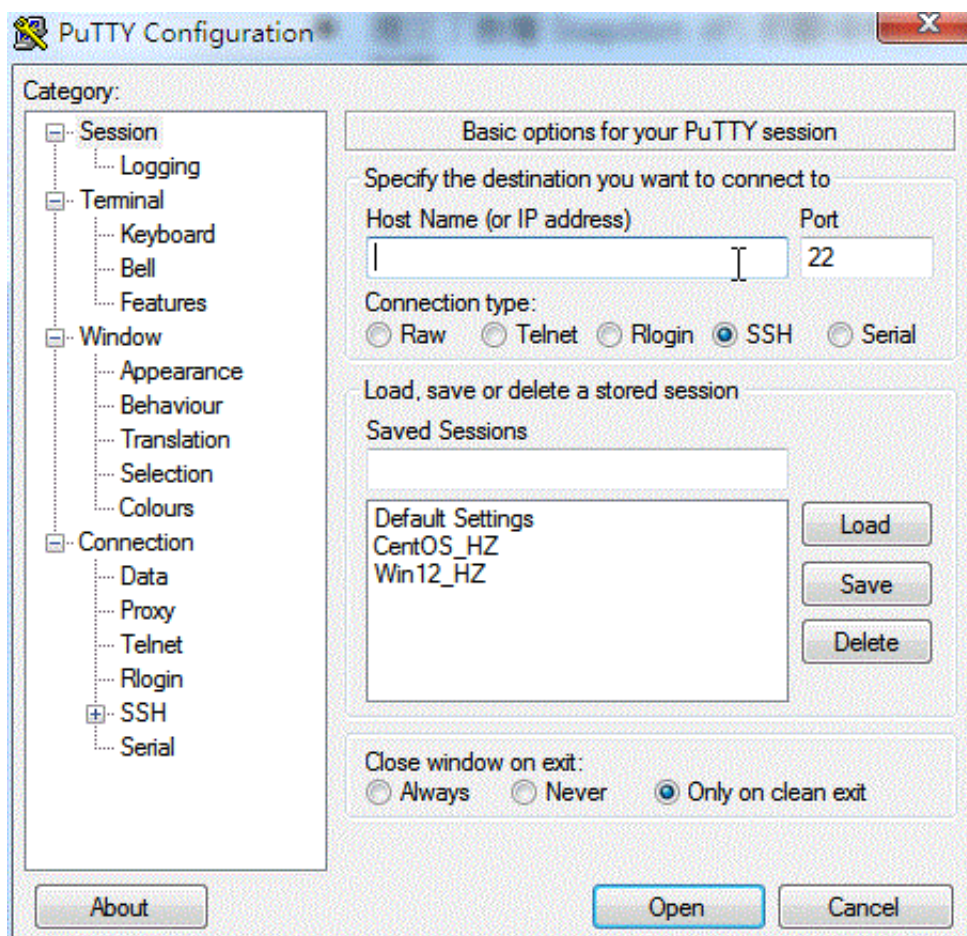 PuTTY Configuration
Category:
Session
Logging
Terminal
Keyboard
Bell
Features
Window
Appearance
Behaviour
Translation
Selection
Colours
Connection
Data
Proxy
Telnet
Rlogin
SSH
Serial
Basic options for your PuTTY session
Specify the destination you want to connect to
Host Name (or IP address) Port
22
Connection type:
Raw Telnet Rlogin SSH Serial
Load, save or delete a stored session
Saved Sessions
Default Settings
CentOS_HZ
Win12_HZ
Load
Save
Delete
Close window on exit:
Always Never Only on clean exit
About Open Cancel